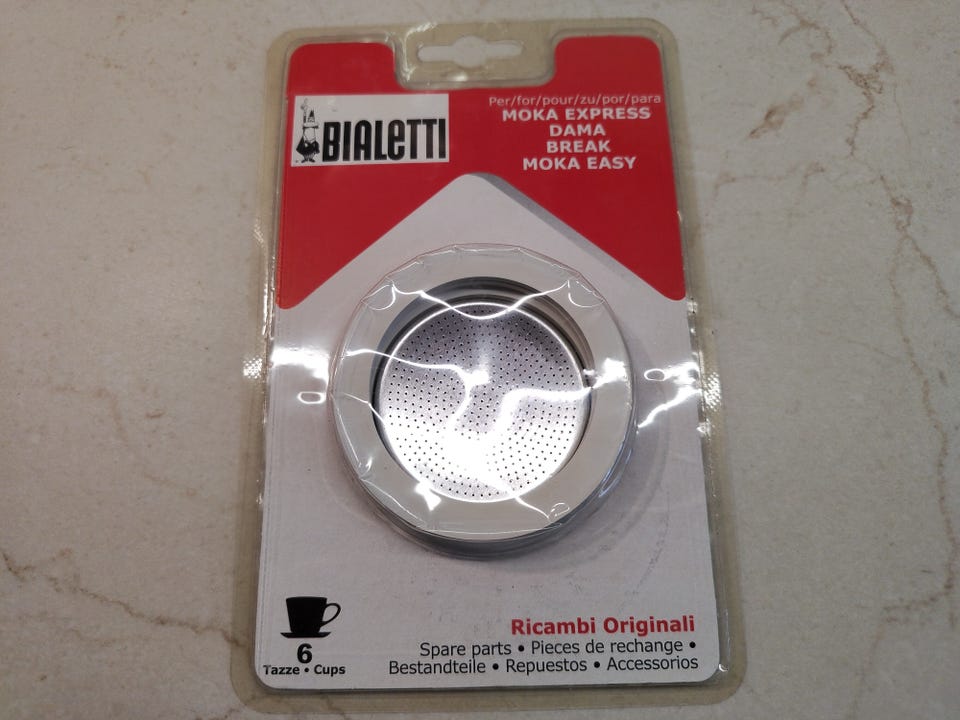 BIALETTI
Per/for/pour/zu/por/para
MOKA EXPRESS
DAMA
BREAK
MOKA EASY
6
Tazze • Cups
Ricambi Originali
Spare parts • Pieces de rechange •
Bestandteile • Repuestos • Accessorios